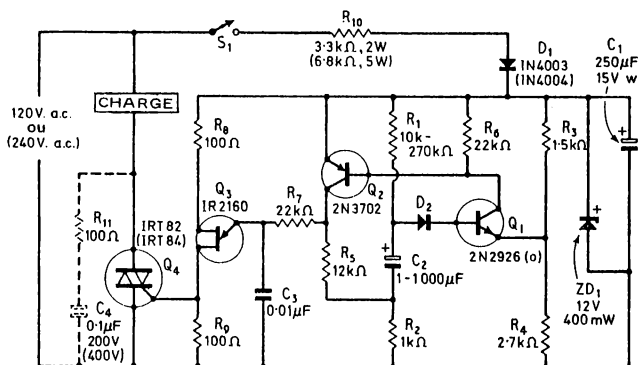 S1
R10
3.3kΩ, 2W
(6.8kΩ, 5W)
D1
IN4003
(IN4004)
C1
250µF
15V w
120V. a.c.
ou
(240V. a.c.)
CHARGE
R8
100Ω
R1
10k-
270kΩ
R6
22kΩ
R3
1·5kΩ
Q3
IR2160
R7
22kΩ
Q2
2N3702
D2
Q1
2N2926 (o)
R11
100Ω
IRT82
(IRT84)
Q4
R5
12kΩ
C2
1-1000µF
+
+
+
ZD1
12V
400mW
C4
0·1µF
200V
(400V)
R9
100Ω
C3
0·01µF
R2
1kΩ
R4
2·7kΩ